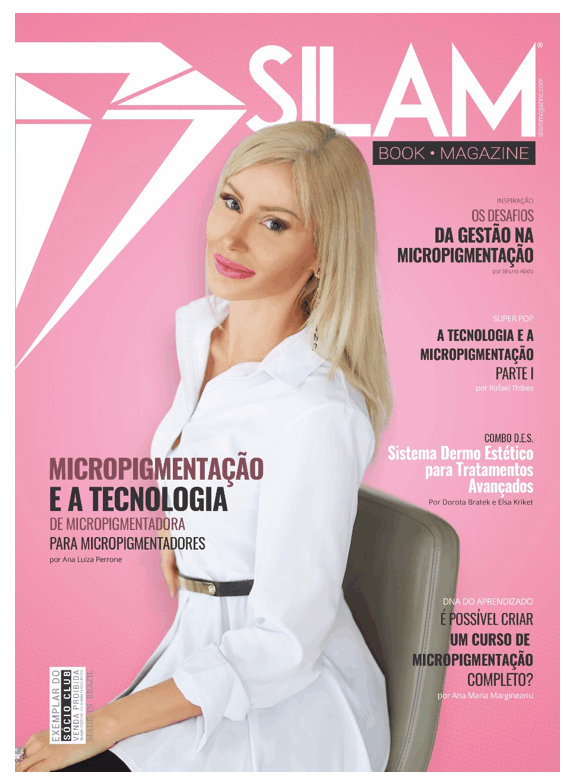 SILAM®
silammagazine.com
BOOK • MAGAZINE
INSPIRAÇÃO
OS DESAFIOS
DA GESTÃO NA
MICROPIGMENTAÇÃO
por Bruno Abdo
SUPER POP
A TECNOLOGIA E A
MICROPIGMENTAÇÃO
PARTE I
por Rafael Thibes
COMBO D.E.S.
Sistema Dermo Estético
para Tratamentos
Avançados
Por Dorota Bratek e Elsa Kriket
MICROPIGMENTAÇÃO
E A TECNOLOGIA
DE MICROPIGMENTADORA
PARA MICROPIGMENTADORES
por Ana Luiza Perrone
DNA DO APRENDIZADO
É POSSÍVEL CRIAR
UM CURSO DE
MICROPIGMENTAÇÃO
COMPLETO?
por Ana Maria Margineanu
EXEMPLAR DO
SÓCIO CLUB
VENDA PROIBIDA
MADE IN BRAZIL